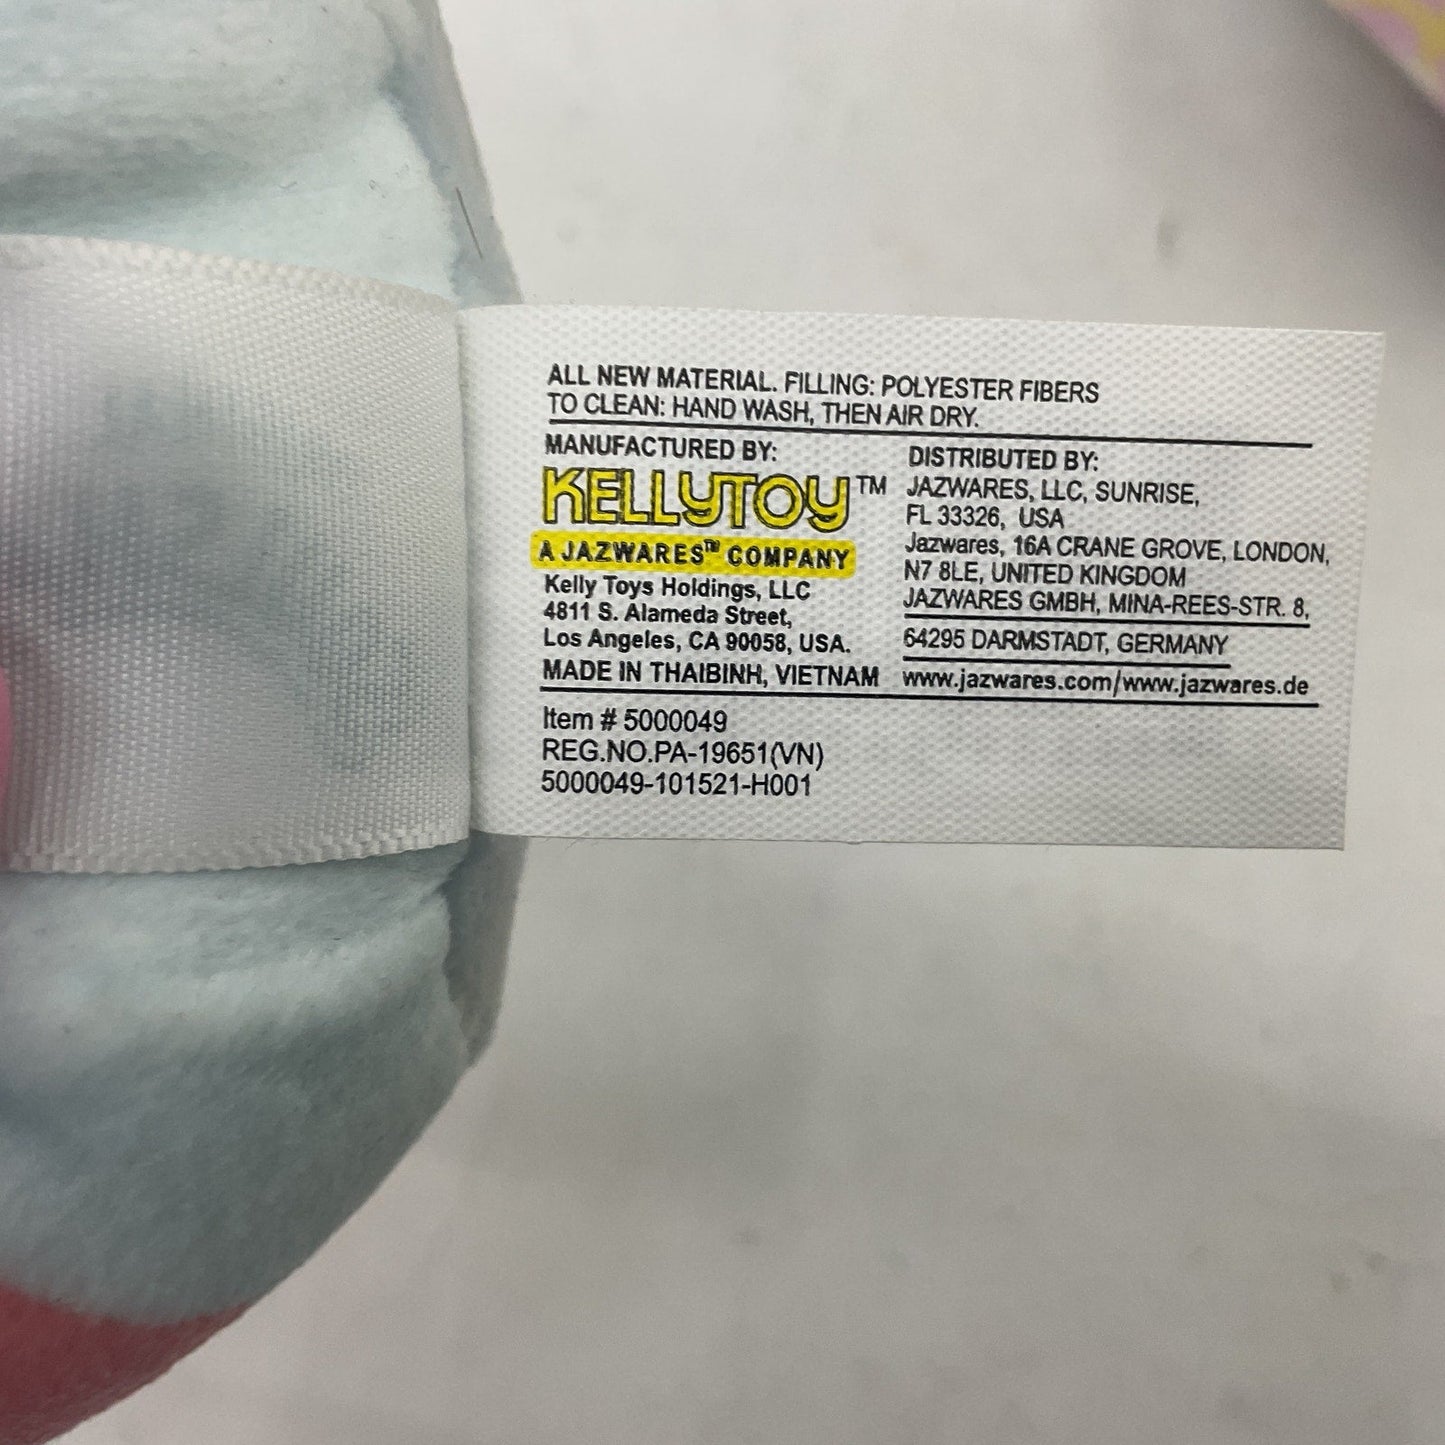 ALL NEW MATERIAL. FILLING: POLYESTER FIBERS
TO CLEAN: HAND WASH, THEN AIR DRY.
MANUFACTURED BY:
KELLYTOY™
A JAZWARES™ COMPANY
Kelly Toys Holdings, LLC
4811 S. Alameda Street,
Los Angeles, CA 90058, USA.
MADE IN THAIBINH, VIETNAM
DISTRIBUTED BY:
JAZWARES, LLC, SUNRISE,
FL 33326, USA
Jazwares, 16A CRANE GROVE, LONDON,
N7 8LE, UNITED KINGDOM
JAZWARES GMBH, MINA-REES-STR. 8,
64295 DARMSTADT, GERMANY
www.jazwares.com/www.jazwares.de
Item # 5000049
REG.NO.PA-19651(VN)
5000049-101521-H001